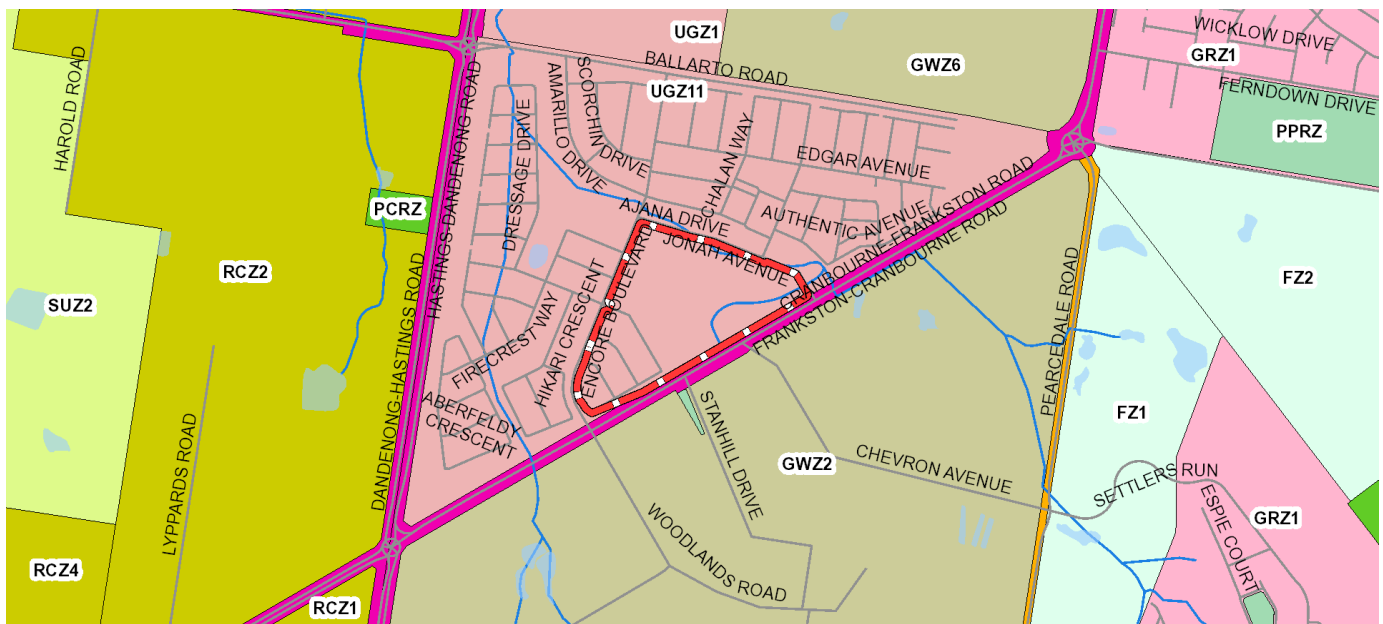 UGZ1
WICKLOW DRIVE
GRZ1
BALLARTO ROAD
GWZ6
HAROLD ROAD
HASTINGS-DANDENONG ROAD
SCORCHIN DRIVE
AMARILLO DRIVE
UGZ11
FERNDOWN DRIVE
PPRZ
DRESSAGE DRIVE
CHALAN WAY
EDGAR AVENUE
PCRZ
AJANA DRIVE
AUTHENTIC AVENUE
JONAH AVENUE
GRANBOURNE-FRANKSTON ROAD
FRANKSTON-CRANBOURNE ROAD
RCZ2
SUZ2
FZ2
ENCORE BOULEVARD
HIKARI CRESCENT
FIRECREST WAY
PEARCEDALE ROAD
DANDENONG-HASTINGS ROAD
ABERFELDY
CRESCENT
FZ1
STANHILL DRIVE
GWZ2
CHEVRON AVENUE
LYPPARDS ROAD
SETTLERS RUN
ESPIE COURT
GRZ1
WOODLANDS ROAD
RCZ4
RCZ1